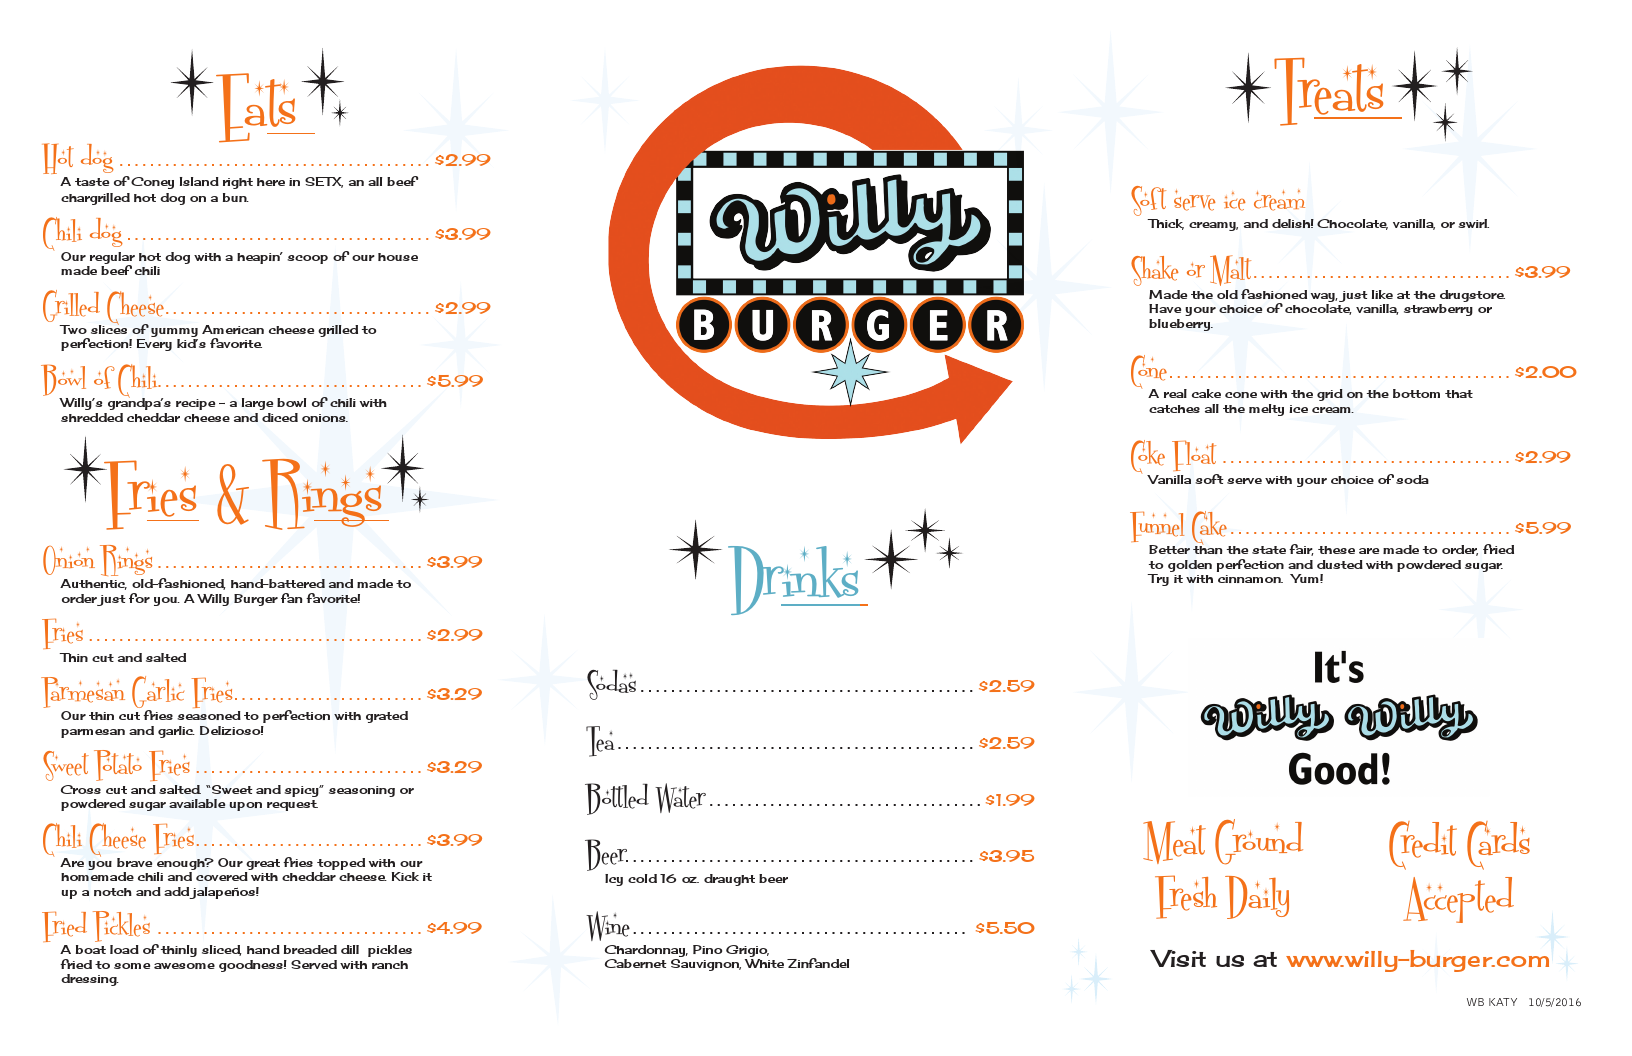 Eats
Hot dog $2.99
A taste of Coney Island right here in SETX, an all beef
chargrilled hot dog on a bun.
Chili dog $3.99
Our regular hot dog with a heapin' scoop of our house
made beef chili
Grilled Cheese $2.99
Two slices of yummy American cheese grilled to
perfection! Every kid's favorite.
Bowl of Chili $5.99
Willy's grandpa's recipe – a large bowl of chili with
shredded cheddar cheese and diced onions.
Fries & Rings
Onion Rings $3.99
Authentic, old-fashioned, hand-battered and made to
order just for you. A Willy Burger fan favorite!
Fries $2.99
Thin cut and salted
Parmesan Garlic Fries $3.29
Our thin cut fries seasoned to perfection with grated
parmesan and garlic. Delizioso!
Sweet Potato Fries $3.29
Cross cut and salted. "Sweet and spicy" seasoning or
powdered sugar available upon request.
Chili Cheese Fries $3.99
Are you brave enough? Our great fries topped with our
homemade chili and covered with cheddar cheese. Kick it
up a notch and add jalapeños!
Fried Pickles $4.99
A boat load of thinly sliced, hand breaded dill pickles
fried to some awesome goodness! Served with ranch
dressing.
Willy
BURGER
Drinks
Sodas $2.59
Tea $2.59
Bottled Water $1.99
Beer $3.95
Icy cold 16 oz. draught beer
Wine $5.50
Chardonnay, Pino Grigio,
Cabernet Sauvignon, White Zinfandel
Treats
Soft serve ice cream
Thick, creamy, and delish! Chocolate, vanilla, or swirl.
Shake or Malt $3.99
Made the old fashioned way, just like at the drugstore.
Have your choice of chocolate, vanilla, strawberry or
blueberry.
Cone $2.00
A real cake cone with the grid on the bottom that
catches all the melty ice cream.
Coke Float $2.99
Vanilla soft serve with your choice of soda
Funnel Cake $5.99
Better than the state fair, these are made to order, fried
to golden perfection and dusted with powdered sugar.
Try it with cinnamon. Yum!
It's
Willy Willy
Good!
Meat Ground
Fresh Daily
Credit Cards
Accepted
Visit us at www.willy-burger.com
WB KATY 10/5/2016